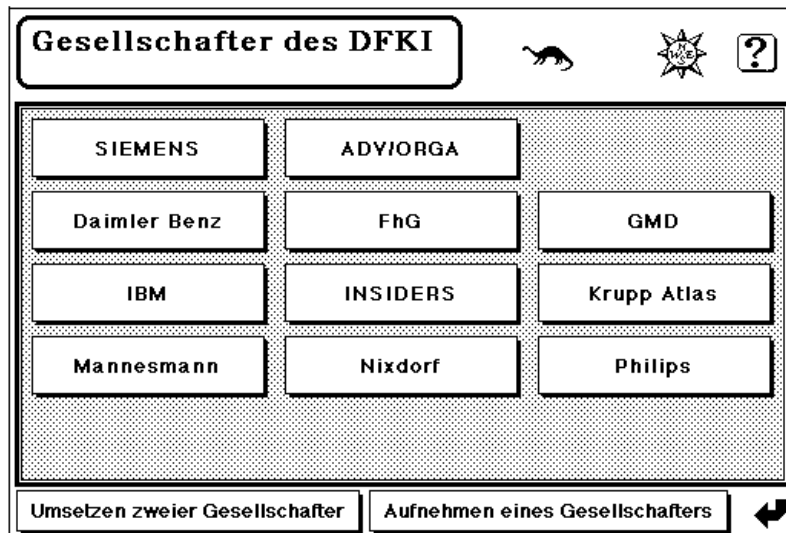 Gesellschafter des DFKI
N
W E
S
?
SIEMENS
ADV/ORGA
Daimler Benz
FhG
GMD
IBM
INSIDERS
Krupp Atlas
Mannesmann
Nixdorf
Philips
Umsetzen zweier Gesellschafter
Aufnehmen eines Gesellschafters